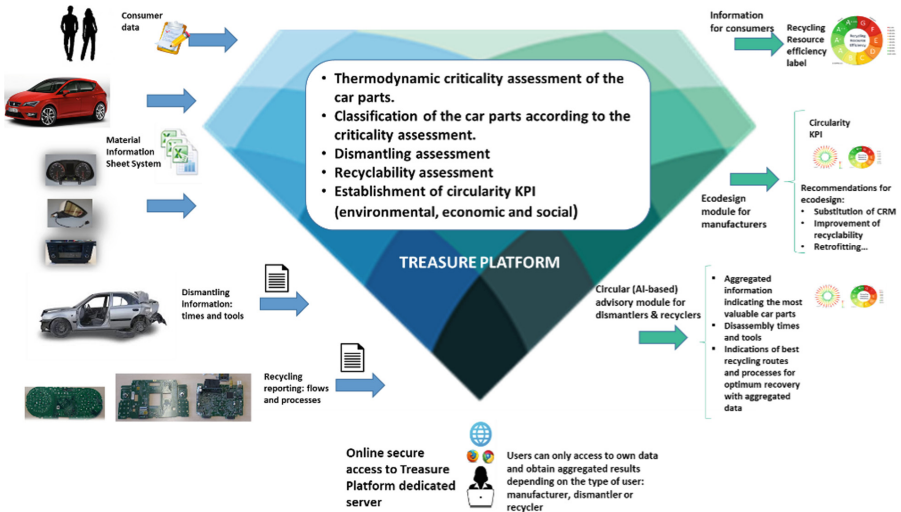 Consumer
data
Material
Information
Sheet System
Dismantling
Information:
times and tools
Recycling
reporting: flows
and processes
• Thermodynamic criticality assessment of the
car parts.
• Classification of the car parts according to the
criticality assessment.
• Dismantling assessment
• Recyclability assessment
• Establishment of circularity KPI
(environmental, economic and social)
TREASURE PLATFORM
Information
for consumers
Recycling
Resource
efficiency
label
Recycling
Resource
Efficiency
A
G
F
E
D
C
B
Ecodesign
module for
manufacturers
Circularity
KPI
Recommendations for
ecodesign:
• Substitution of CRM
• Improvement of
recyclability
• Retrofitting...
Circular (AI-based)
advisory module for
dismantlers & recyclers
▪ Aggregated
information
indicating the most
valuable car parts
▪ Disassembly times
and tools
▪ Indications of best
recycling routes
and processes for
optimum recovery
with aggregated
data
Online secure
access to Treasure
Platform dedicated
server
Users can only access to own data
and obtain aggregated results
depending on the type of user:
manufacturer, dismantler or
recycler